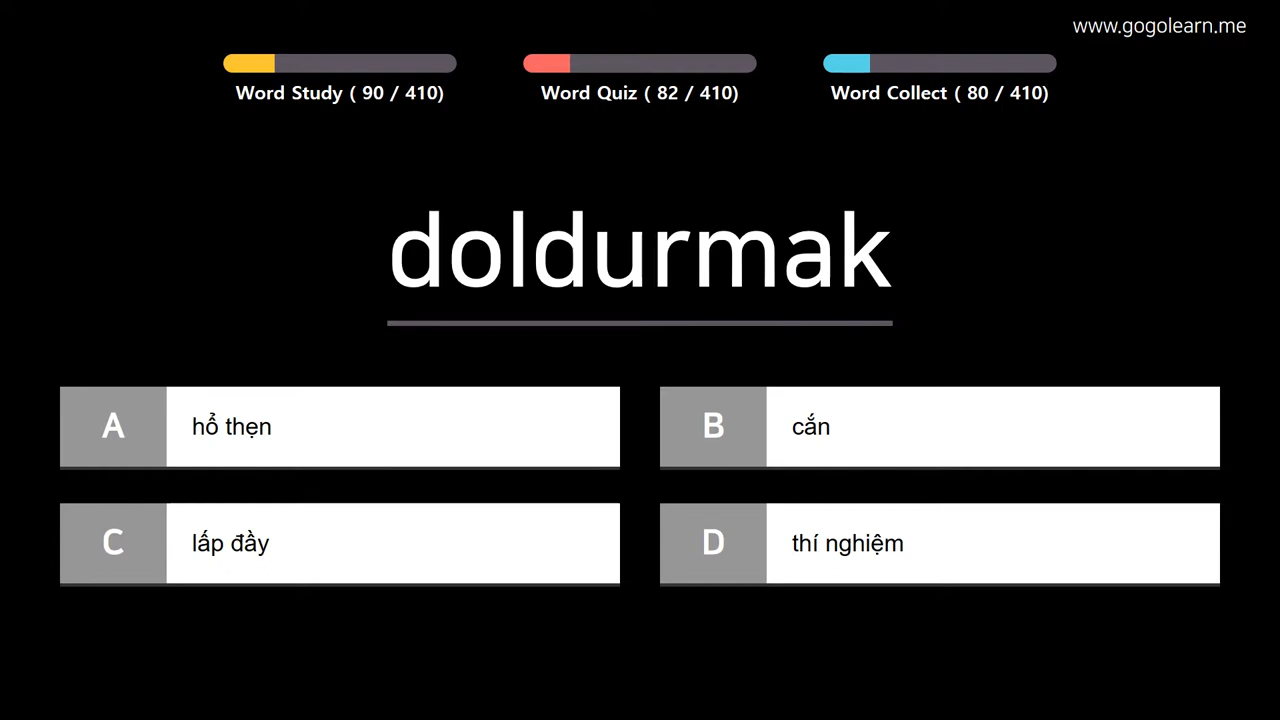 www.gogolearn.me
Word Study ( 90 / 410)
Word Quiz ( 82 / 410)
Word Collect ( 80 / 410)
doldurmak
A hổ thẹn
B cắn
C lấp đầy
D thí nghiệm